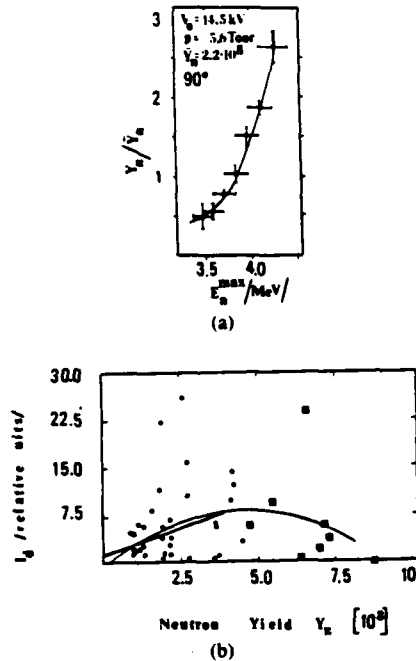 V₀ = 14.5 kV
p = 5.6 Torr
Ȳₙ = 2.2·10⁸
90°
Yₙ/Ȳₙ
3
2
1
3.5 4.0
Eₙᵐᵃˣ/MeV/
(a)
I_d /relative units/
30.0
22.5
15.0
7.5
2.5 5.0 7.5 10
Neutron Yield Yₙ [10⁸]
(b)